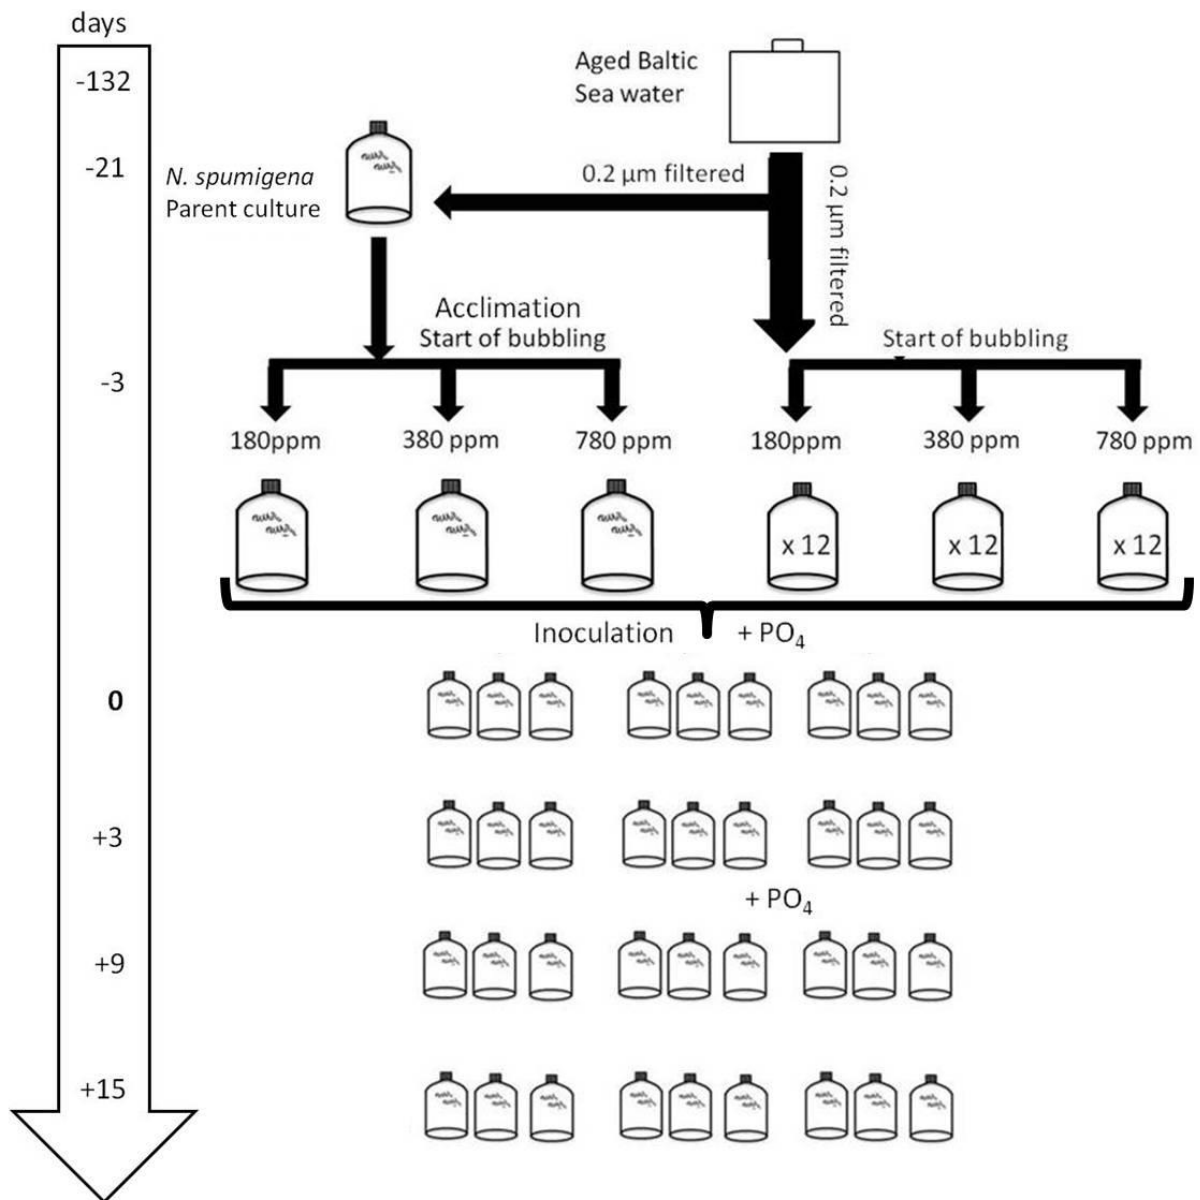 days
-132
Aged Baltic
Sea water
-21
N. spumigena
Parent culture
0.2 µm filtered
0.2 µm filtered
Acclimation
Start of bubbling
Start of bubbling
-3
180ppm
380 ppm
780 ppm
180ppm
380 ppm
780 ppm
x 12
x 12
x 12
Inoculation
+ PO4
0
+3
+ PO4
+9
+15